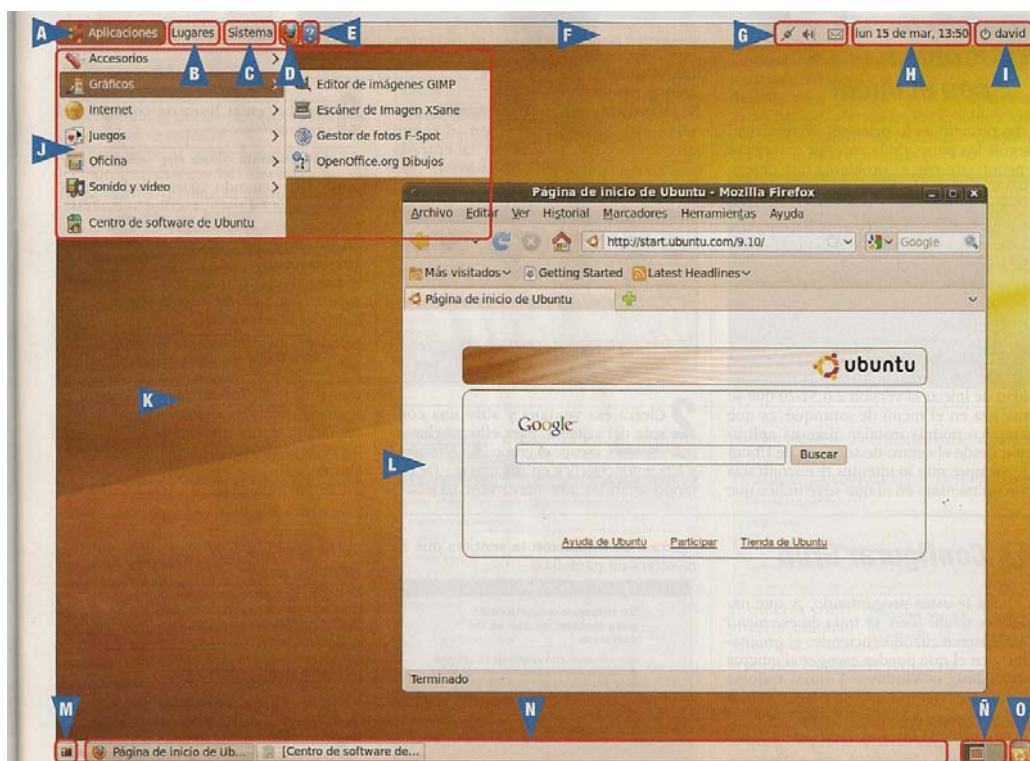 A Aplicaciones Lugares Sistema E F G lun 15 de mar, 13:50 david
B C D H I
Accesorios
Gráficos
Internet
Juegos
Oficina
Sonido y vídeo
Centro de software de Ubuntu
J
Editor de imágenes GIMP
Escáner de Imagen XSane
Gestor de fotos F-Spot
OpenOffice.org Dibujos
Página de inicio de Ubuntu - Mozilla Firefox
Archivo Editar Ver Historial Marcadores Herramientas Ayuda
http://start.ubuntu.com/9.10/ Google
Más visitados Getting Started Latest Headlines
Página de inicio de Ubuntu
ubuntu
K
Google
L
Buscar
Ayuda de Ubuntu Participar Tienda de Ubuntu
Terminado
M N Ñ O
Página de inicio de Ub... [Centro de software de...